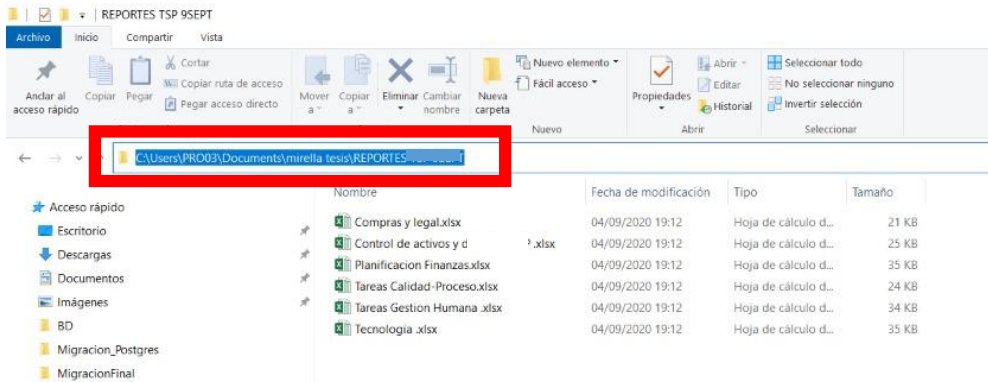 REPORTES TSP 9SEPT
Archivo Inicio Compartir Vista
Andar al acceso rápido
Copiar
Pegar
Cortar
Copiar ruta de acceso
Pegar acceso directo
Mover a
Copiar a
Eliminar
Cambiar nombre
Nueva carpeta
Nuevo elemento
Fácil acceso
Propiedades
Abrir
Editar
Historial
Seleccionar todo
No seleccionar ninguno
Invertir selección
Nuevo Abrir Seleccionar
C:\Users\PRO03\Documents\mirella tesis\REPORTES
Nombre Fecha de modificación Tipo Tamaño
Acceso rápido
Escritorio
Descargas
Documentos
Imágenes
BD
Migracion_Postgres
MigracionFinal
Compras y legal.xlsx 04/09/2020 19:12 Hoja de cálculo d... 21 KB
Control de activos y d .xlsx 04/09/2020 19:12 Hoja de cálculo d... 25 KB
Planificacion Finanzas.xlsx 04/09/2020 19:12 Hoja de cálculo d... 35 KB
Tareas Calidad-Proceso.xlsx 04/09/2020 19:12 Hoja de cálculo d... 24 KB
Tareas Gestion Humana .xlsx 04/09/2020 19:12 Hoja de cálculo d... 34 KB
Tecnologia .xlsx 04/09/2020 19:12 Hoja de cálculo d... 35 KB